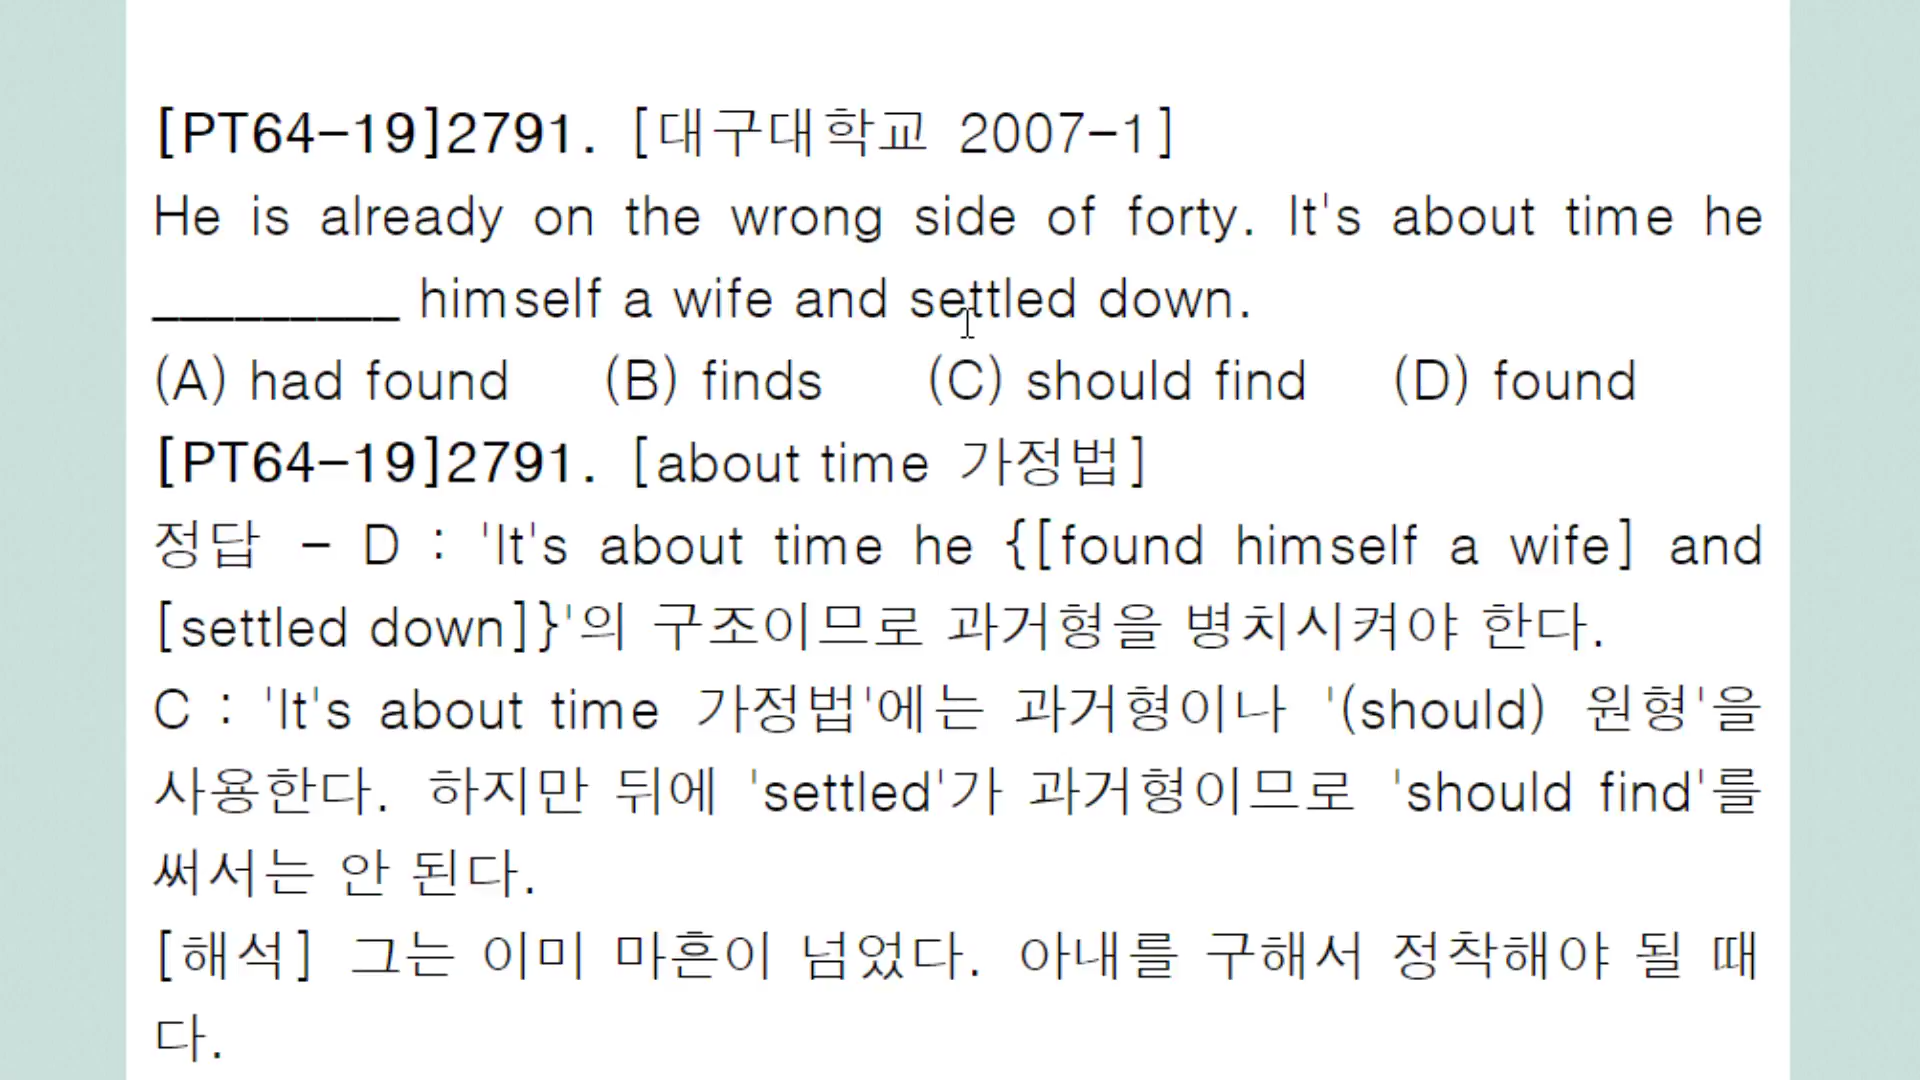 [PT64-19]2791. [대구대학교 2007-1]
He is already on the wrong side of forty. It's about time he
_________ himself a wife and settled down.
(A) had found (B) finds (C) should find (D) found
[PT64-19]2791. [about time 가정법]
정답 - D : 'It's about time he {[found himself a wife] and
[settled down]}'의 구조이므로 과거형을 병치시켜야 한다.
C : 'It's about time 가정법'에는 과거형이나 '(should) 원형'을
사용한다. 하지만 뒤에 'settled'가 과거형이므로 'should find'를
써서는 안 된다.
[해석] 그는 이미 마흔이 넘었다. 아내를 구해서 정착해야 될 때
다.